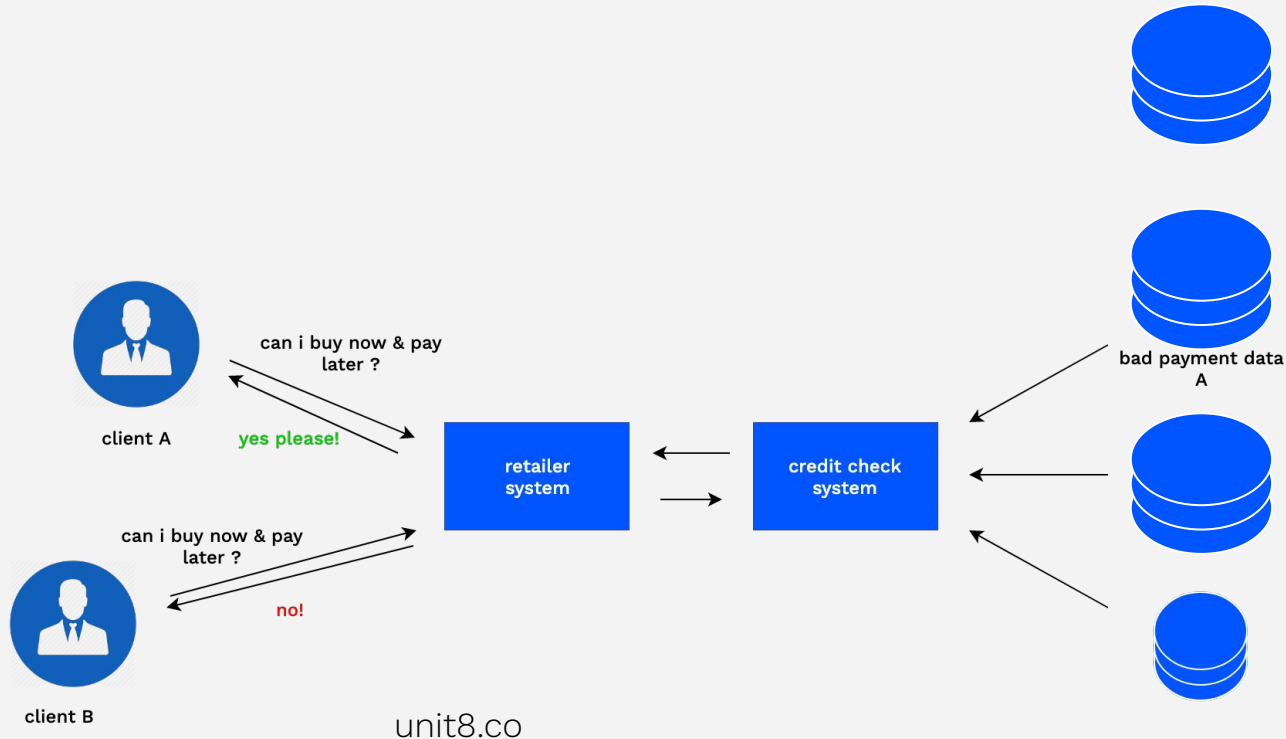 can i buy now & pay
later ?
client A
yes please!
retailer
system
credit check
system
bad payment data
A
can i buy now & pay
later ?
no!
client B
unit8.co